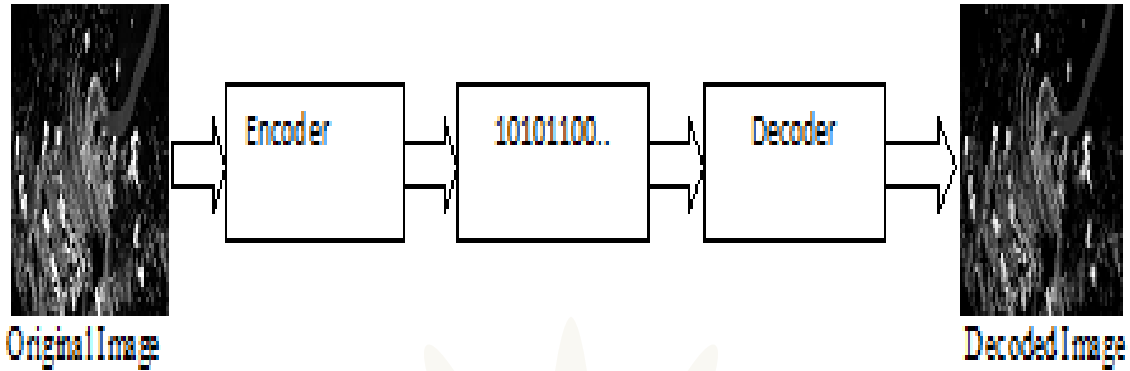 Encoder
10101100..
Decoder
Original Image
Decoded Image